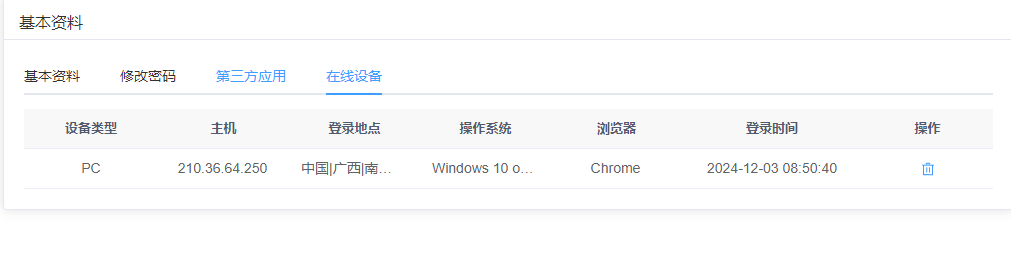 基本资料
基本资料 修改密码 第三方应用 在线设备
设备类型 主机 登录地点 操作系统 浏览器 登录时间 操作
PC 210.36.64.250 中国|广西|南... Windows 10 o... Chrome 2024-12-03 08:50:40